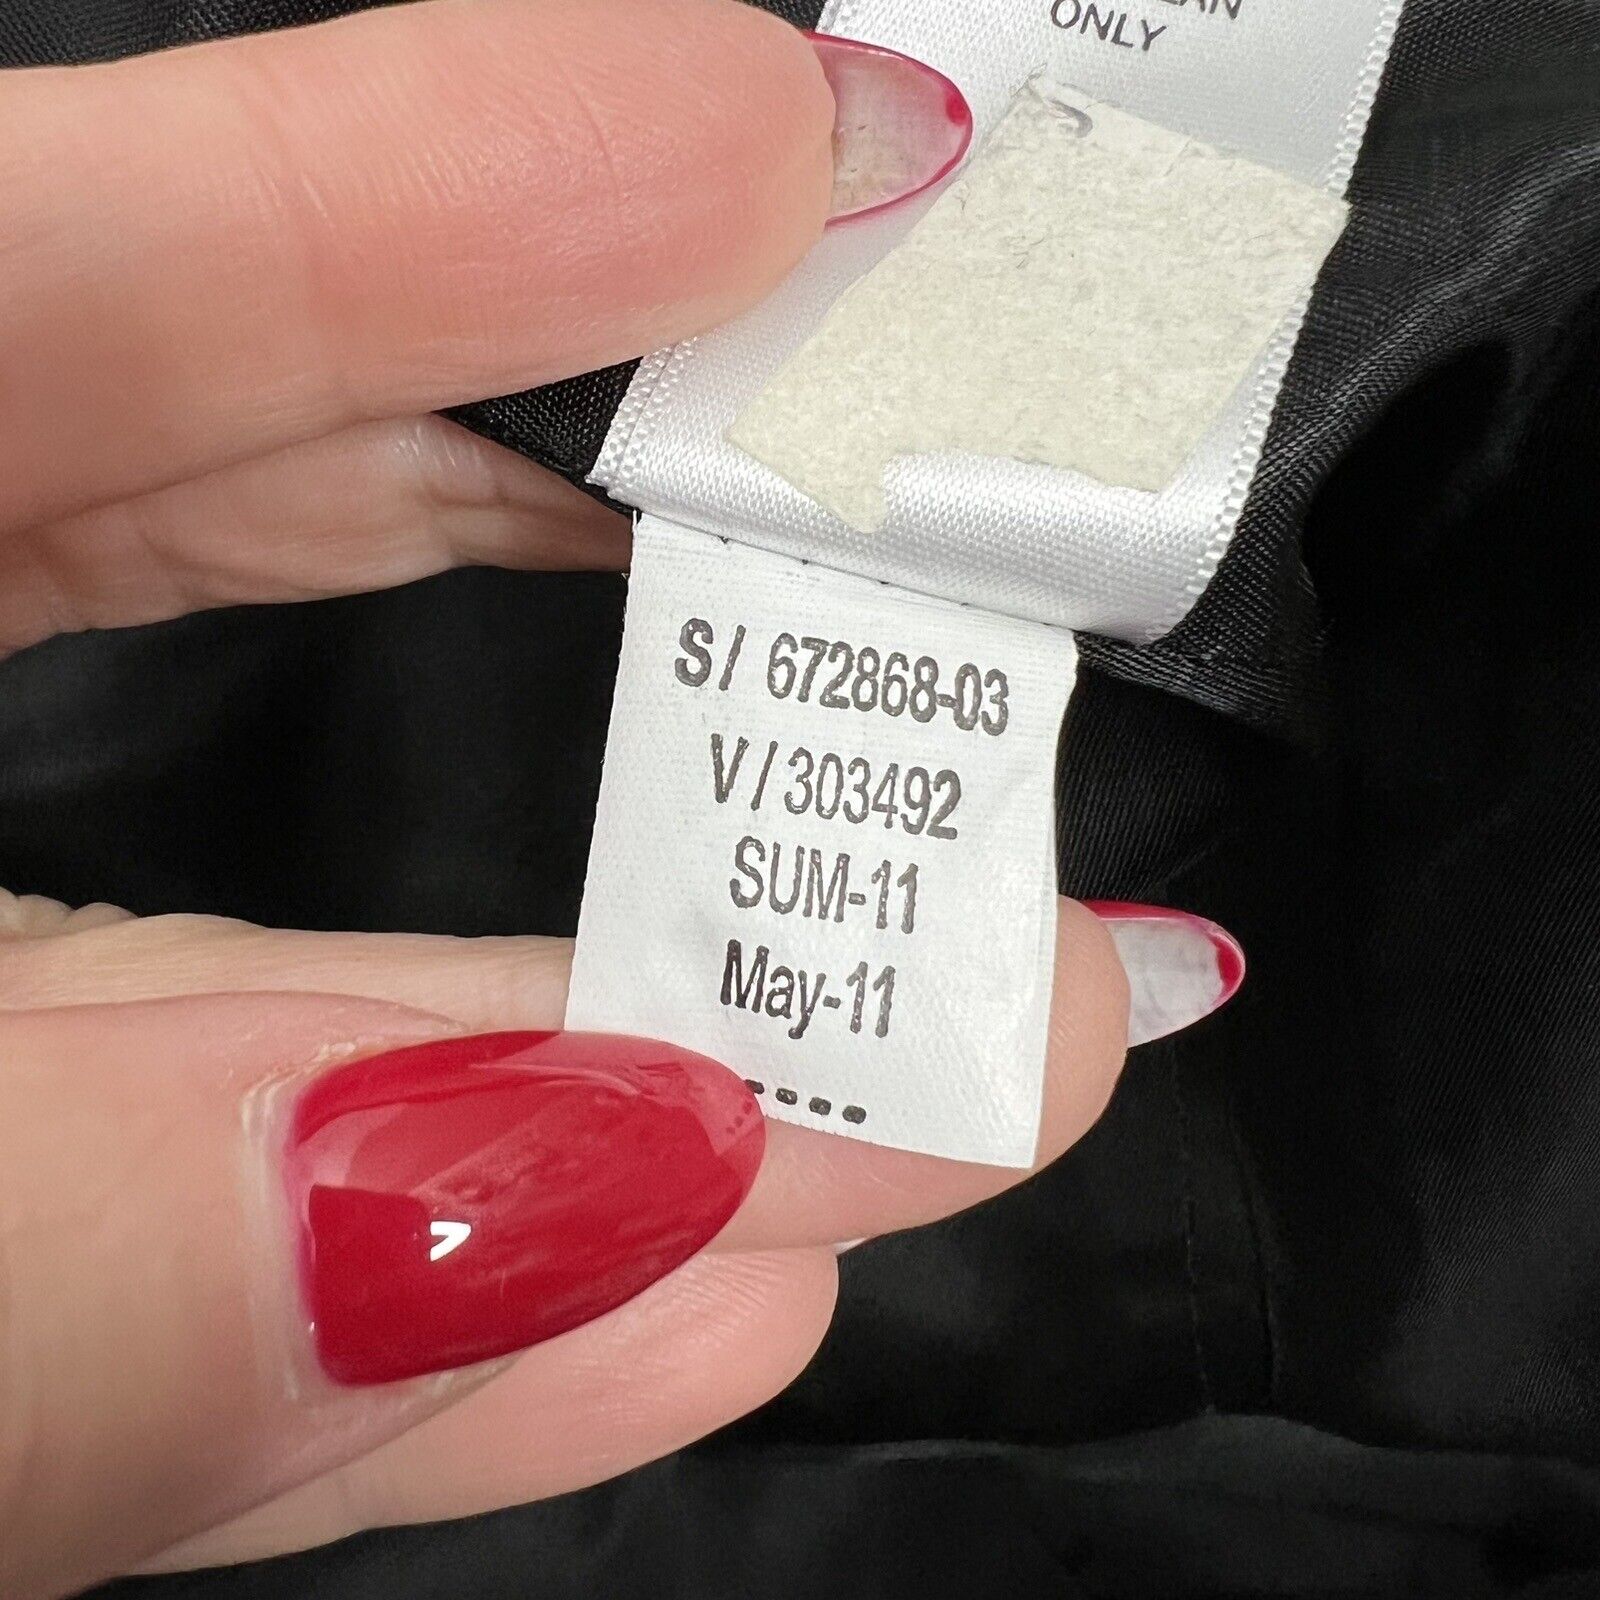 ONLY
S/ 672868-03
V/303492
SUM-11
May-11
----